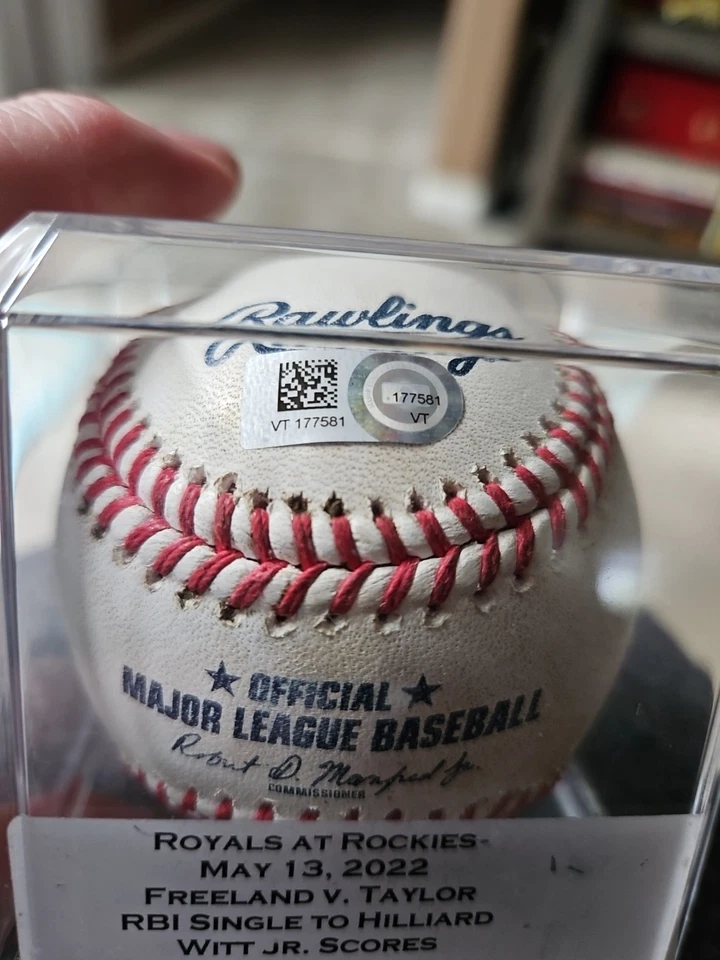 Rawlings
VT 177581
177581
VT
★ OFFICIAL ★
MAJOR LEAGUE BASEBALL
Robert D. Manfred Jr.
COMMISSIONER
ROYALS AT ROCKIES-
MAY 13, 2022
FREELAND V. TAYLOR
RBI SINGLE TO HILLIARD
WITT JR. SCORES